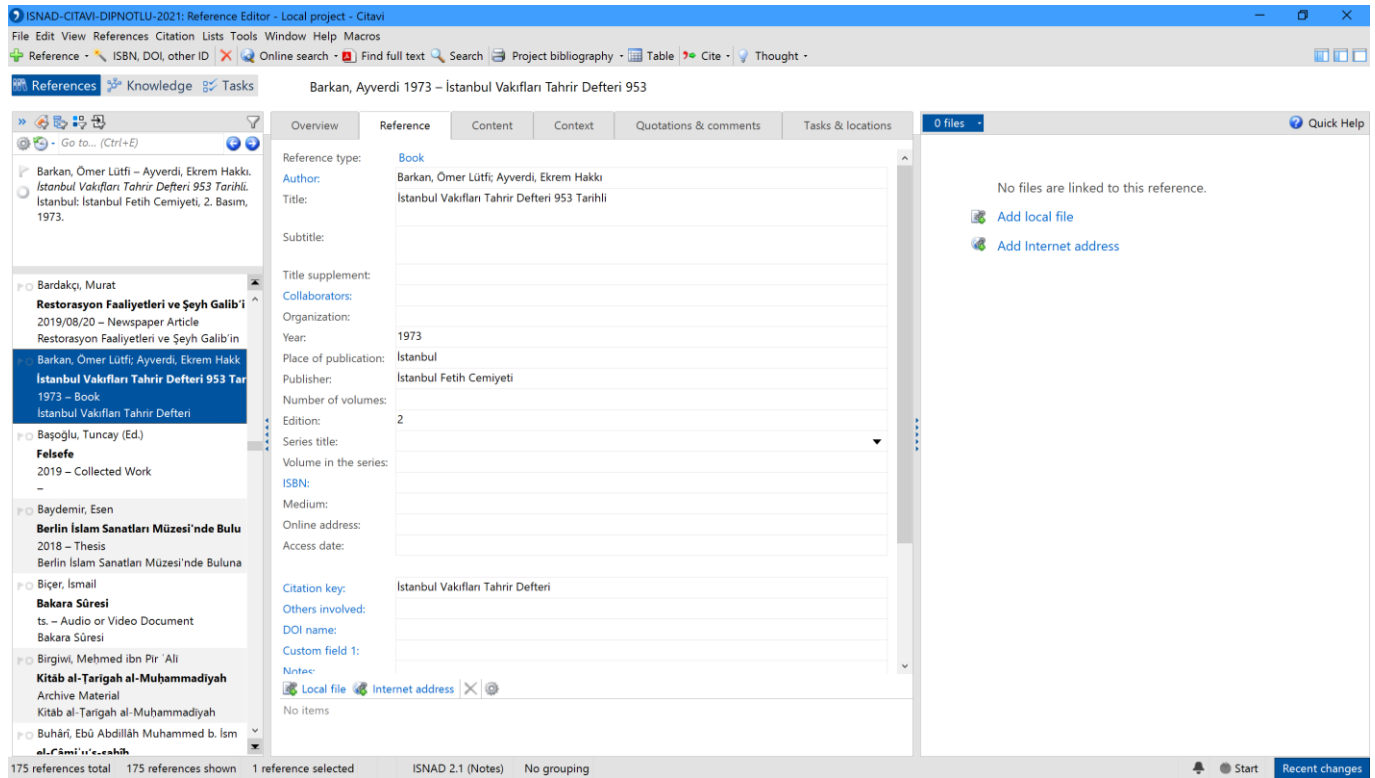 ISNAD-CITAVI-DIPNOTLU-2021: Reference Editor - Local project - Citavi
File Edit View References Citation Lists Tools Window Help Macros
Reference ISBN, DOI, other ID Online search Find full text Search Project bibliography Table Cite Thought
References Knowledge Tasks
Barkan, Ayverdi 1973 – İstanbul Vakıfları Tahrir Defteri 953
Go to... (Ctrl+E)
Barkan, Ömer Lütfi – Ayverdi, Ekrem Hakkı.
İstanbul Vakıfları Tahrir Defteri 953 Tarihli.
İstanbul: İstanbul Fetih Cemiyeti, 2. Basım,
1973.
Bardakçı, Murat
Restorasyon Faaliyetleri ve Şeyh Galib'i
2019/08/20 – Newspaper Article
Restorasyon Faaliyetleri ve Şeyh Galib'in
Barkan, Ömer Lütfi; Ayverdi, Ekrem Hakk
İstanbul Vakıfları Tahrir Defteri 953 Tar
1973 – Book
İstanbul Vakıfları Tahrir Defteri
Başoğlu, Tuncay (Ed.)
Felsefe
2019 – Collected Work
–
Baydemir, Esen
Berlin İslam Sanatları Müzesi'nde Bulu
2018 – Thesis
Berlin İslam Sanatları Müzesi'nde Buluna
Biçer, İsmail
Bakara Sûresi
ts. – Audio or Video Document
Bakara Sûresi
Birgiwī, Meḥmed ibn Pīr ʿAlī
Kitāb al-Ṭarīgah al-Muḥammadīyah
Archive Material
Kitāb al-Ṭarīgah al-Muḥammadīyah
Buhârî, Ebû Abdillâh Muhammed b. İsm
el-Câmiʿu's-sahîh
Overview Reference Content Context Quotations & comments Tasks & locations
Reference type: Book
Author: Barkan, Ömer Lütfi; Ayverdi, Ekrem Hakkı
Title: İstanbul Vakıfları Tahrir Defteri 953 Tarihli
Subtitle:
Title supplement:
Collaborators:
Organization:
Year: 1973
Place of publication: İstanbul
Publisher: İstanbul Fetih Cemiyeti
Number of volumes:
Edition: 2
Series title:
Volume in the series:
ISBN:
Medium:
Online address:
Access date:
Citation key: İstanbul Vakıfları Tahrir Defteri
Others involved:
DOI name:
Custom field 1:
Notes:
Local file Internet address
No items
0 files
Quick Help
No files are linked to this reference.
Add local file
Add Internet address
175 references total 175 references shown 1 reference selected ISNAD 2.1 (Notes) No grouping Start Recent changes